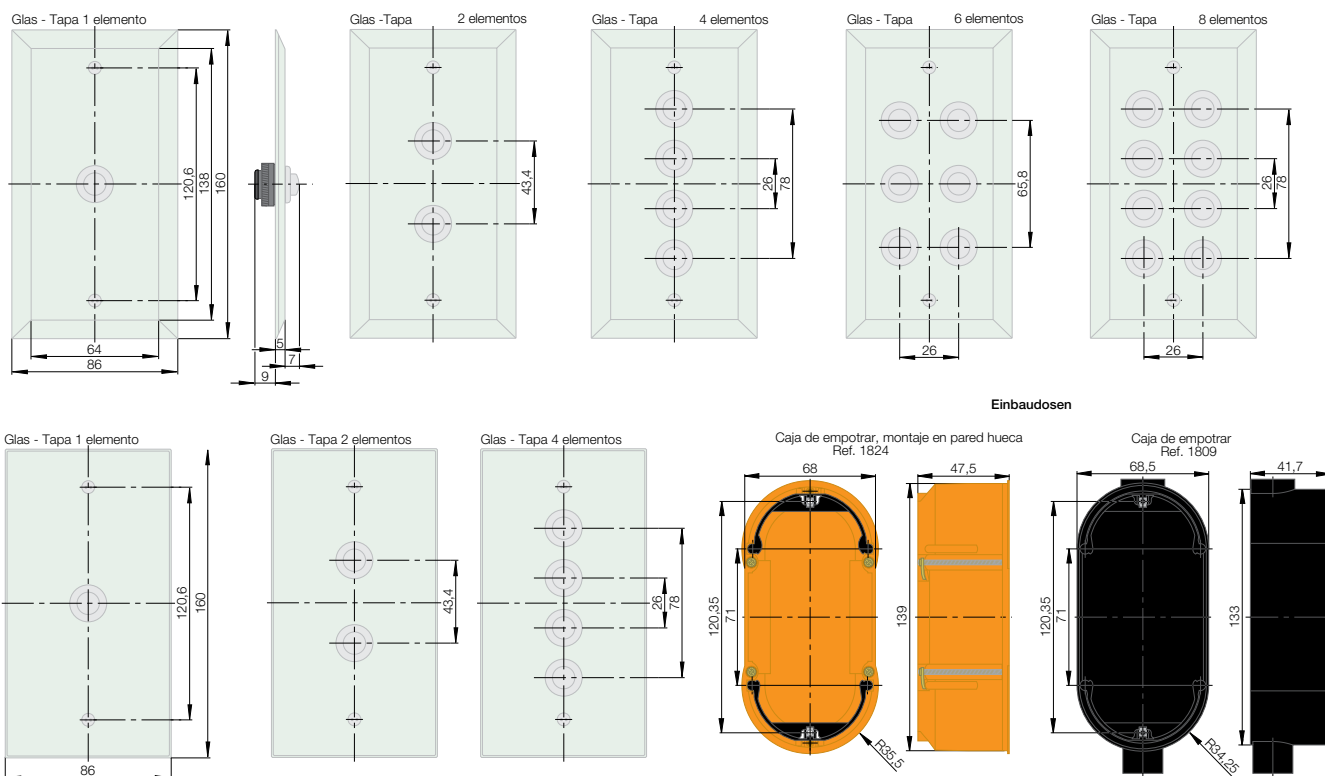 Glas - Tapa 1 elemento
Glas -Tapa 2 elementos
Glas - Tapa 4 elementos
Glas - Tapa 6 elementos
Glas - Tapa 8 elementos
120,6
138
160
64
86
5
7
9
43,4
26
78
65,8
26
26
78
26
Einbaudosen
Glas - Tapa 1 elemento
Glas - Tapa 2 elementos
Glas - Tapa 4 elementos
Caja de empotrar, montaje en pared hueca
Ref. 1824
Caja de empotrar
Ref. 1809
120,6
160
86
43,4
26
78
68
47,5
120,35
71
139
R35,5
68,5
41,7
120,35
71
133
R34,25